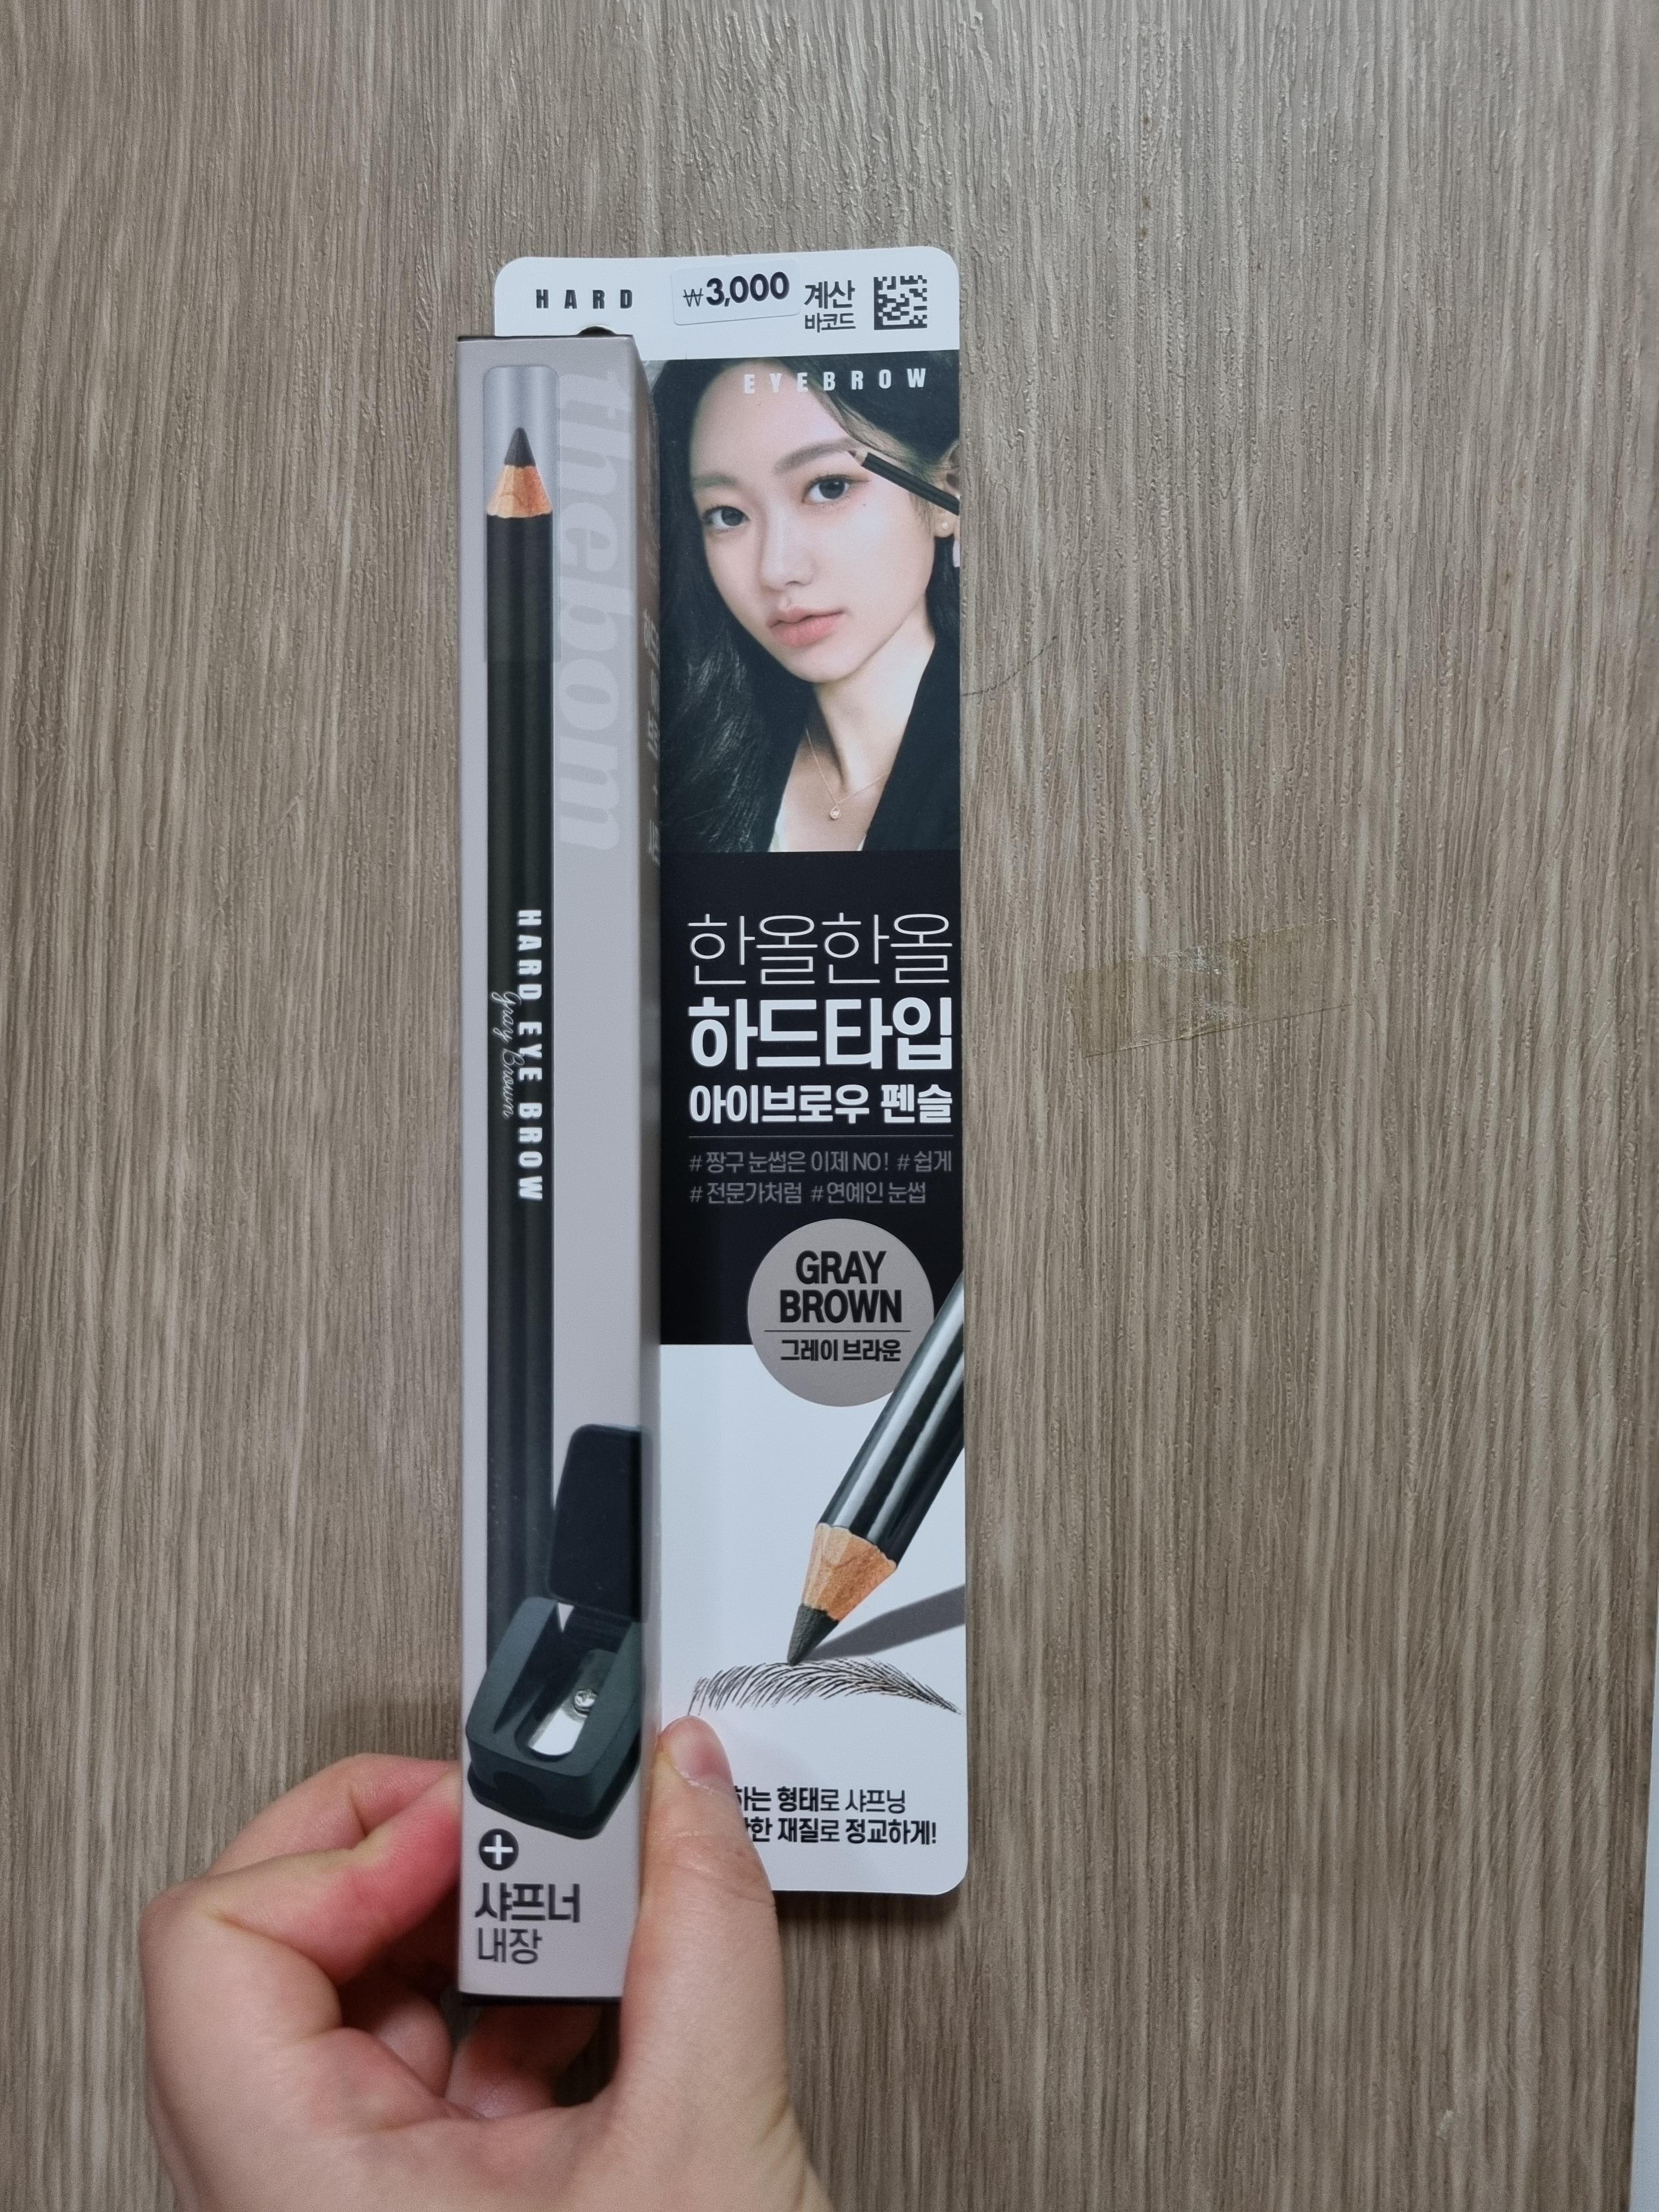 HARD
₩3,000
계산
바코드
EYEBROW
thebom
HARD EYE BROW
Gray Brown
한올한올
하드타입
아이브로우 펜슬
# 짱구 눈썹은 이제 NO! # 쉽게
# 전문가처럼 # 연예인 눈썹
GRAY
BROWN
그레이 브라운
하는 형태로 샤프닝
한 재질로 정교하게!
+
샤프너
내장